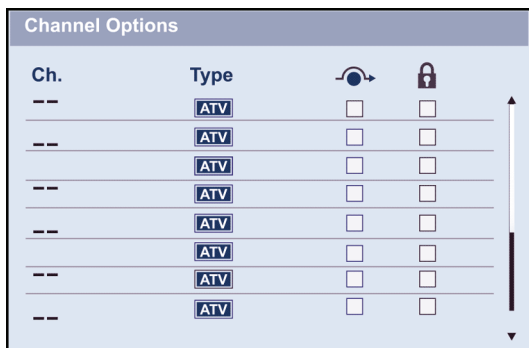 Channel Options
Ch. Type
-- ATV
-- ATV
ATV
-- ATV
-- ATV
ATV
-- ATV
-- ATV